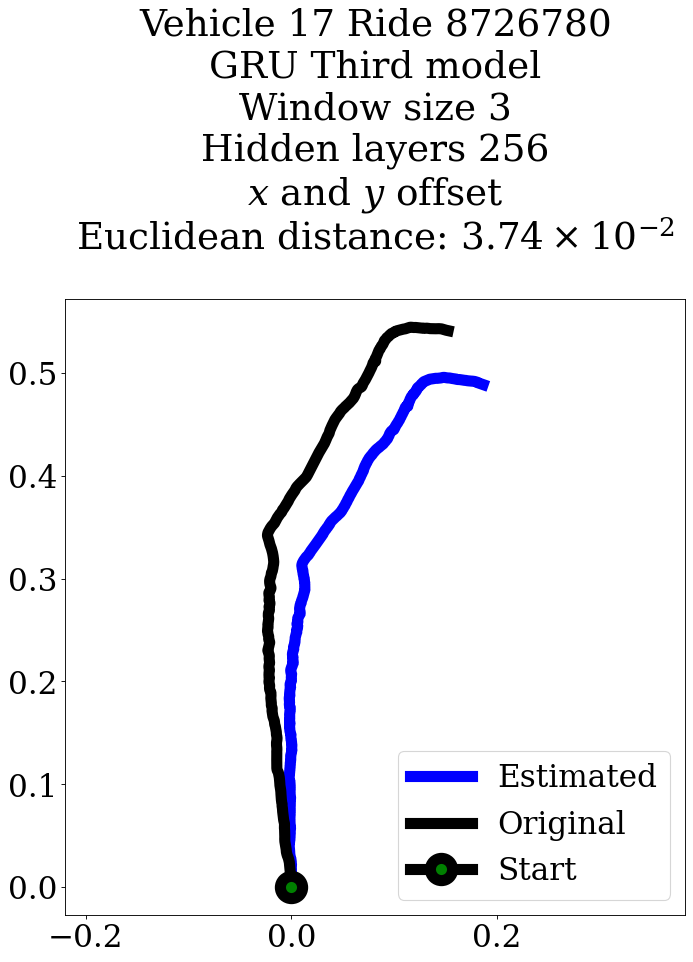 Vehicle 17 Ride 8726780
GRU Third model
Window size 3
Hidden layers 256
x and y offset
Euclidean distance: 3.74 × 10⁻²
0.5
0.4
0.3
0.2
0.1
0.0
Estimated
Original
Start
−0.2 0.0 0.2